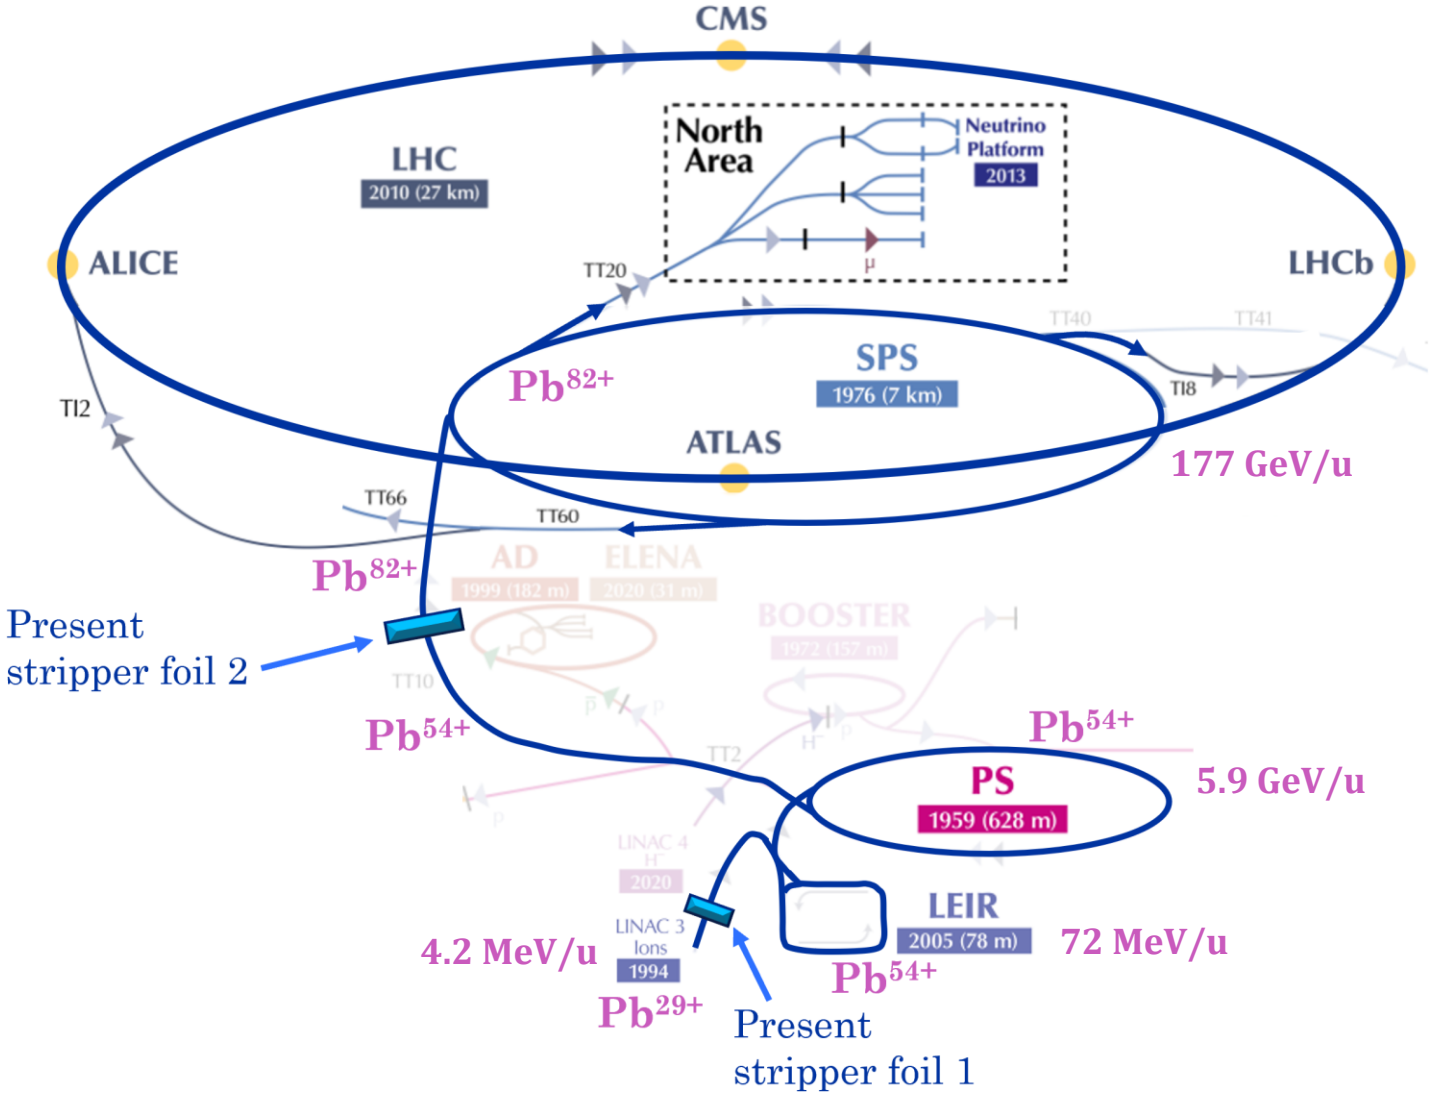 CMS
North
Area
Neutrino
Platform
2013
LHC
2010 (27 km)
μ
ALICE
LHCb
TT20
TT40
TT41
SPS
1976 (7 km)
Pb82+
TI8
TI2
ATLAS
177 GeV/u
TT66
TT60
AD
1999 (182 m)
ELENA
2020 (31 m)
Pb82+
Present
stripper foil 2
BOOSTER
1972 (157 m)
TT10
p̅
p
Pb54+
H⁻
p
Pb54+
TT2
PS
1959 (628 m)
5.9 GeV/u
p
LINAC 4
H⁻
2020
LEIR
2005 (78 m)
72 MeV/u
LINAC 3
Ions
1994
4.2 MeV/u
Pb54+
Pb29+
Present
stripper foil 1